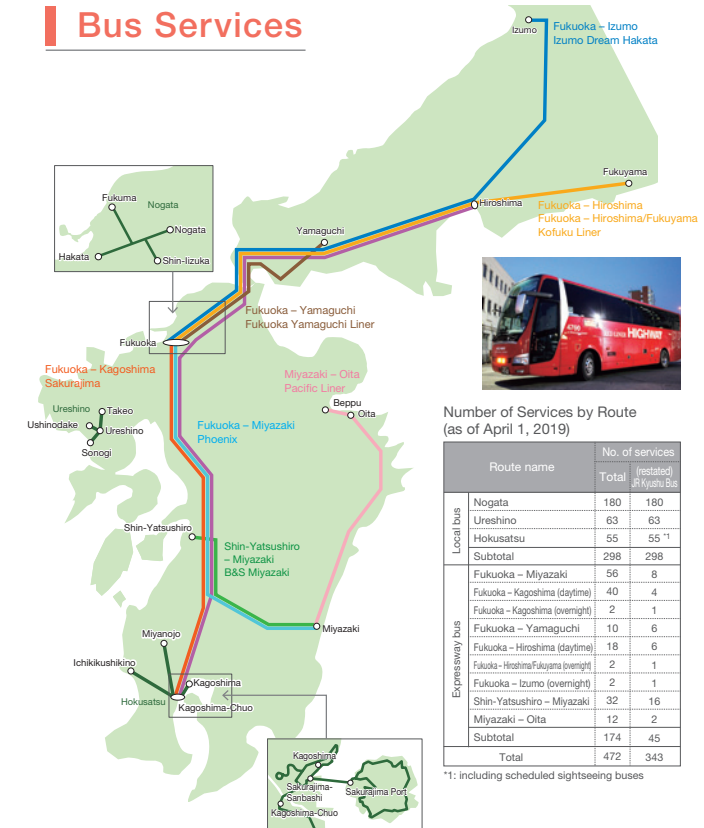 Bus Services
Izumo
Fukuoka – Izumo
Izumo Dream Hakata
Fukuyama
Hiroshima
Fukuoka – Hiroshima
Fukuoka – Hiroshima/Fukuyama
Kofuku Liner
Fukuma
Nogata
Nogata
Hakata
Shin-Iizuka
Yamaguchi
Fukuoka – Yamaguchi
Fukuoka Yamaguchi Liner
Fukuoka
HIGHWAY
Fukuoka – Kagoshima
Sakurajima
Miyazaki – Oita
Pacific Liner
Beppu
Oita
Ureshino
Takeo
Ushinodake
Ureshino
Sonogi
Fukuoka – Miyazaki
Phoenix
Shin-Yatsushiro
Shin-Yatsushiro
– Miyazaki
B&S Miyazaki
Miyazaki
Miyanojo
Ichikikushikino
Kagoshima
Hokusatsu
Kagoshima-Chuo
Kagoshima
Sakurajima-
Sanbashi
Sakurajima Port
Kagoshima-Chuo
Number of Services by Route
(as of April 1, 2019)
Route name
No. of services
Total
(restated)
JR Kyushu Bus
Local bus
Nogata 180 180
Ureshino 63 63
Hokusatsu 55 55 *1
Subtotal 298 298
Expressway bus
Fukuoka – Miyazaki 56 8
Fukuoka – Kagoshima (daytime) 40 4
Fukuoka – Kagoshima (overnight) 2 1
Fukuoka – Yamaguchi 10 6
Fukuoka – Hiroshima (daytime) 18 6
Fukuoka – Hiroshima/Fukuyama (overnight) 2 1
Fukuoka – Izumo (overnight) 2 1
Shin-Yatsushiro – Miyazaki 32 16
Miyazaki – Oita 12 2
Subtotal 174 45
Total 472 343
*1: including scheduled sightseeing buses